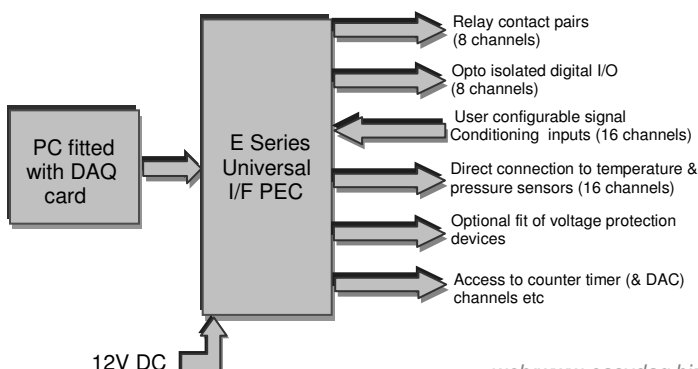 Relay contact pairs
(8 channels)
Opto isolated digital I/O
(8 channels)
User configurable signal
Conditioning inputs (16 channels)
PC fitted
with DAQ
card
E Series
Universal
I/F PEC
Direct connection to temperature &
pressure sensors (16 channels)
Optional fit of voltage protection
devices
Access to counter timer (& DAC)
channels etc
12V DC